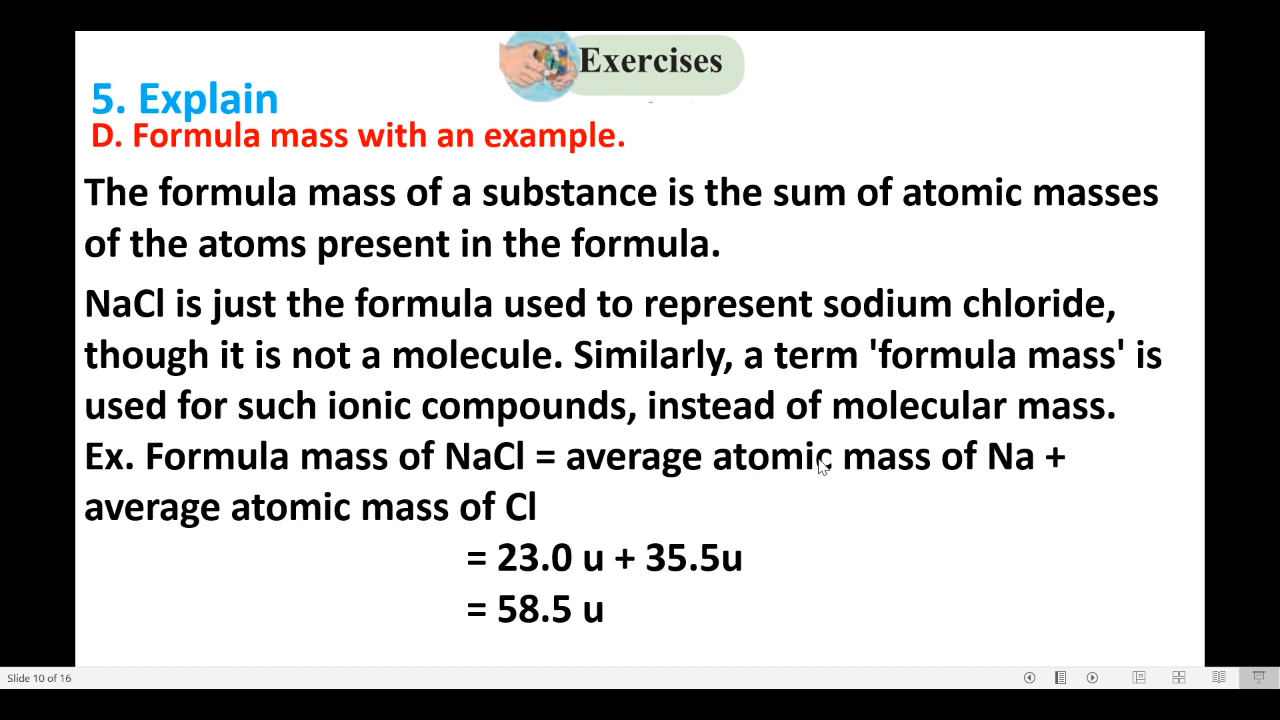 Exercises
5. Explain
D. Formula mass with an example.
The formula mass of a substance is the sum of atomic masses
of the atoms present in the formula.
NaCl is just the formula used to represent sodium chloride,
though it is not a molecule. Similarly, a term 'formula mass' is
used for such ionic compounds, instead of molecular mass.
Ex. Formula mass of NaCl = average atomic mass of Na +
average atomic mass of Cl
= 23.0 u + 35.5u
= 58.5 u
Slide 10 of 16